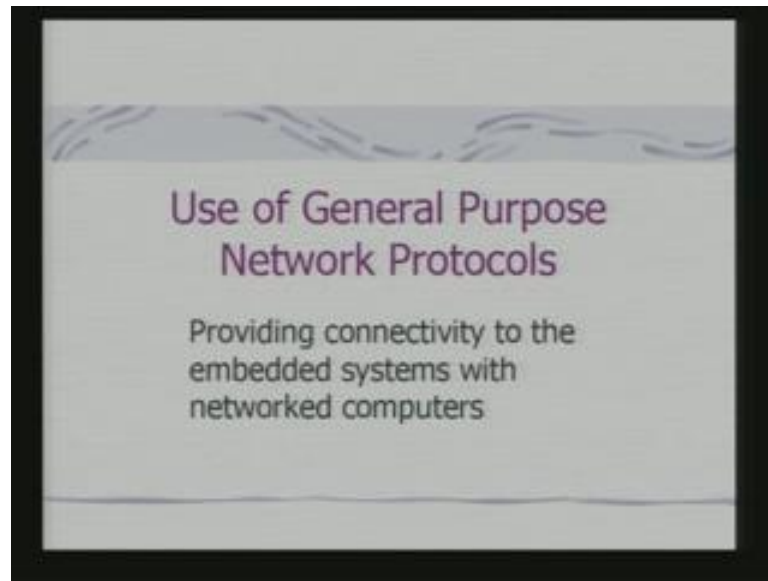 Use of General Purpose
Network Protocols
Providing connectivity to the
embedded systems with
networked computers